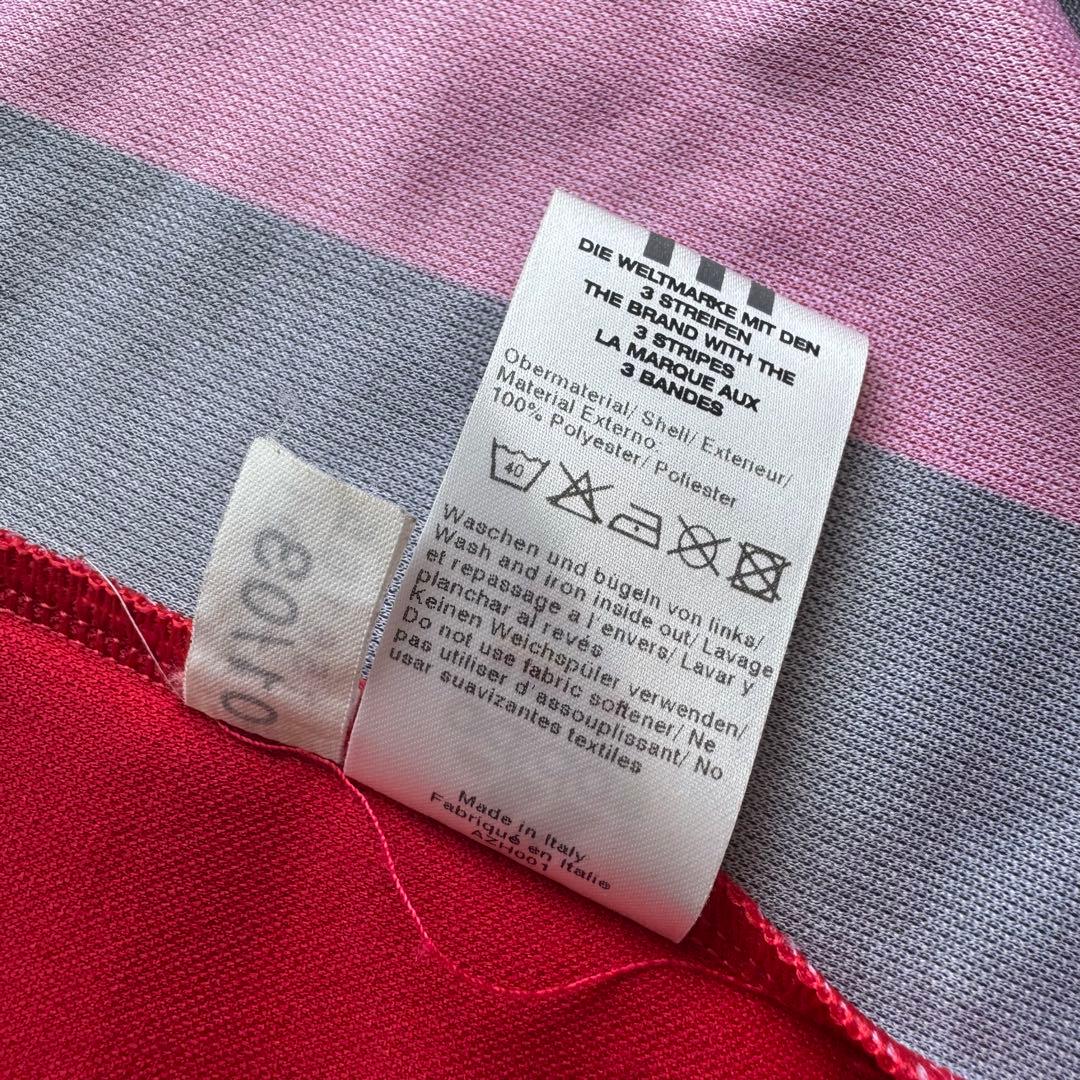 DIE WELTMARKE MIT DEN
3 STREIFEN
THE BRAND WITH THE
3 STRIPES
LA MARQUE AUX
3 BANDES
Obermaterial/ Shell/ Exterieur/
Material Externo:
100% Polyester/ Poliester
40
Waschen und bügeln von links/
Wash and iron inside out/ Lavage
et repassage a l'envers/ Lavar y
planchar al revés
Keinen Weichspüler verwenden/
Do not use fabric softener/ Ne
pas utiliser d'assouplissant/ No
usar suavizantes textiles
Made in Italy
Fabriqué en Italie
AZH001